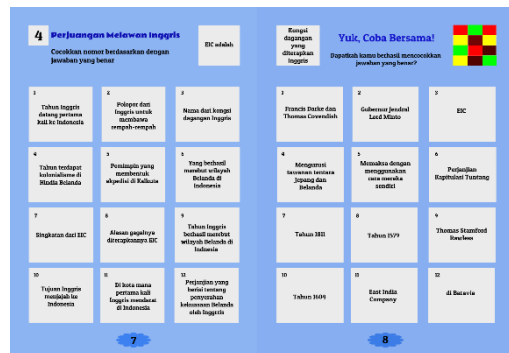 4 Perjuangan Melawan Inggris
Cocokkan nomor berdasarkan dengan
jawaban yang benar
EIC adalah
1
Tahun Inggris
datang pertama
kali ke Indonesia
2
Pelopor dari
Inggris untuk
membawa
rempah-rempah
3
Nama dari kongsi
dagangan Inggris
4
Tahun terdapat
kolonialisme di
Hindia Belanda
5
Pemimpin yang
membentuk
ekpedisi di Kalkuta
6
Yang berhasil
merebut wilayah
Belanda di
Indonesia
7
Singkatan dari EIC
8
Alasan gagalnya
diterapkannya EIC
9
Tahun Inggris
berhasil merebut
wilayah Belanda di
Indonesia
10
Tujuan Inggris
menjajah ke
Indonesia
11
Di kota mana
pertama kali
Inggris mendarat
di Indonesia
12
Perjanjian yang
berisi tentang
penyerahan
kekuasaan Belanda
oleh Inggris
7
Kongsi
dagangan
yang
ditetapkan
Inggris
Yuk, Coba Bersama!
Dapatkah kamu berhasil mencocokkan
jawaban yang benar?
1
Francis Darke dan
Thomas Cavendish
2
Gubernur Jendral
Lord Minto
3
EIC
4
Mengurusi
tawanan tentara
Jepang dan
Belanda
5
Memaksa dengan
menggunakan
cara mereka
sendiri
6
Perjanjian
Kapitulasi Tuntang
7
Tahun 1811
8
Tahun 1579
9
Thomas Stamford
10
Tahun 1604
11
East India
Company
12
di Batavia
8